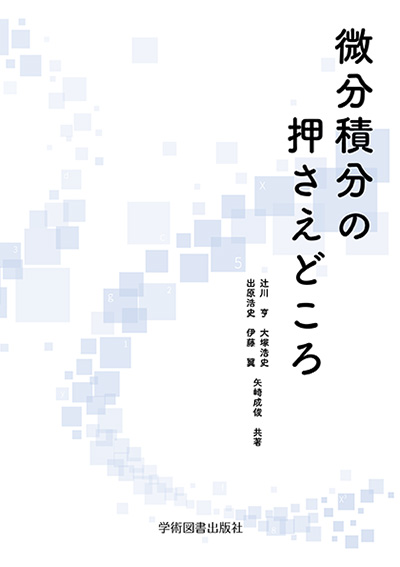 微分積分の
押さえどころ
辻川 亨 大塚浩史
出原浩史 伊藤 翼 矢崎成俊 共著
学術図書出版社